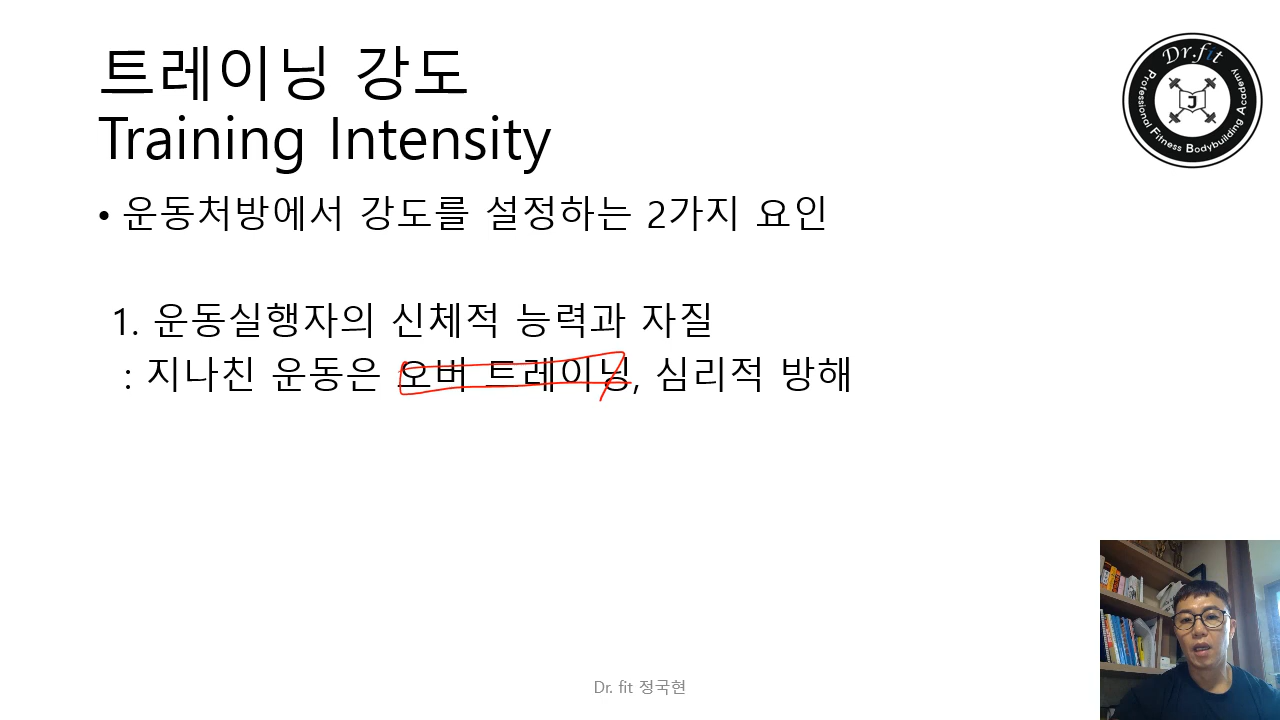 트레이닝 강도
Training Intensity
• 운동처방에서 강도를 설정하는 2가지 요인
1. 운동실행자의 신체적 능력과 자질
: 지나친 운동은 오버 트레이닝, 심리적 방해
Dr.fit
Professional Fitness Bodybuilding Academy
J
Dr. fit 정국현